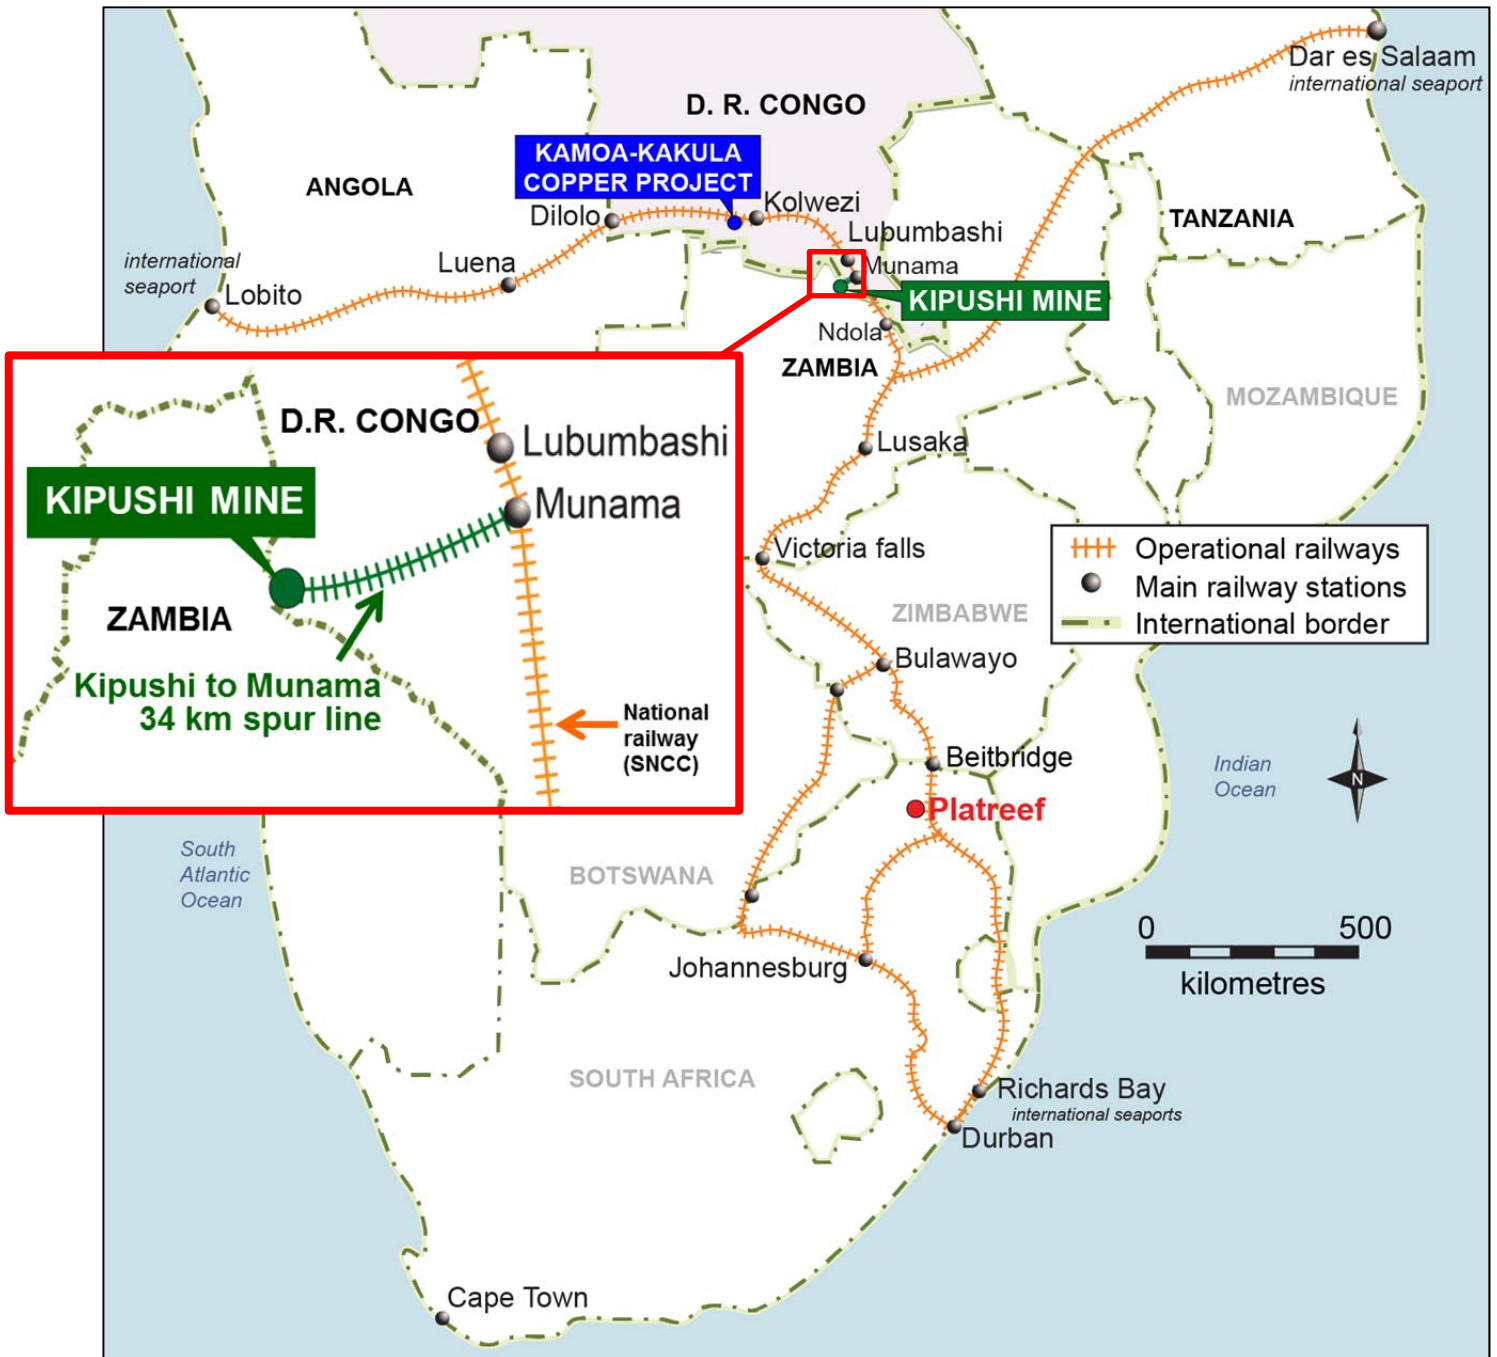 Dar es Salaam
international seaport
D. R. CONGO
KAMOA-KAKULA
COPPER PROJECT
ANGOLA
Dilolo
Kolwezi
TANZANIA
Lubumbashi
international
seaport
Luena
Munama
Lobito
KIPUSHI MINE
Ndola
ZAMBIA
MOZAMBIQUE
D.R. CONGO
Lubumbashi
KIPUSHI MINE
Munama
ZAMBIA
Kipushi to Munama
34 km spur line
National
railway
(SNCC)
Lusaka
Victoria falls
Operational railways
Main railway stations
International border
ZIMBABWE
Bulawayo
Beitbridge
Indian
Ocean
N
Platreef
South
Atlantic
Ocean
BOTSWANA
0 500
kilometres
Johannesburg
SOUTH AFRICA
Richards Bay
international seaports
Durban
Cape Town